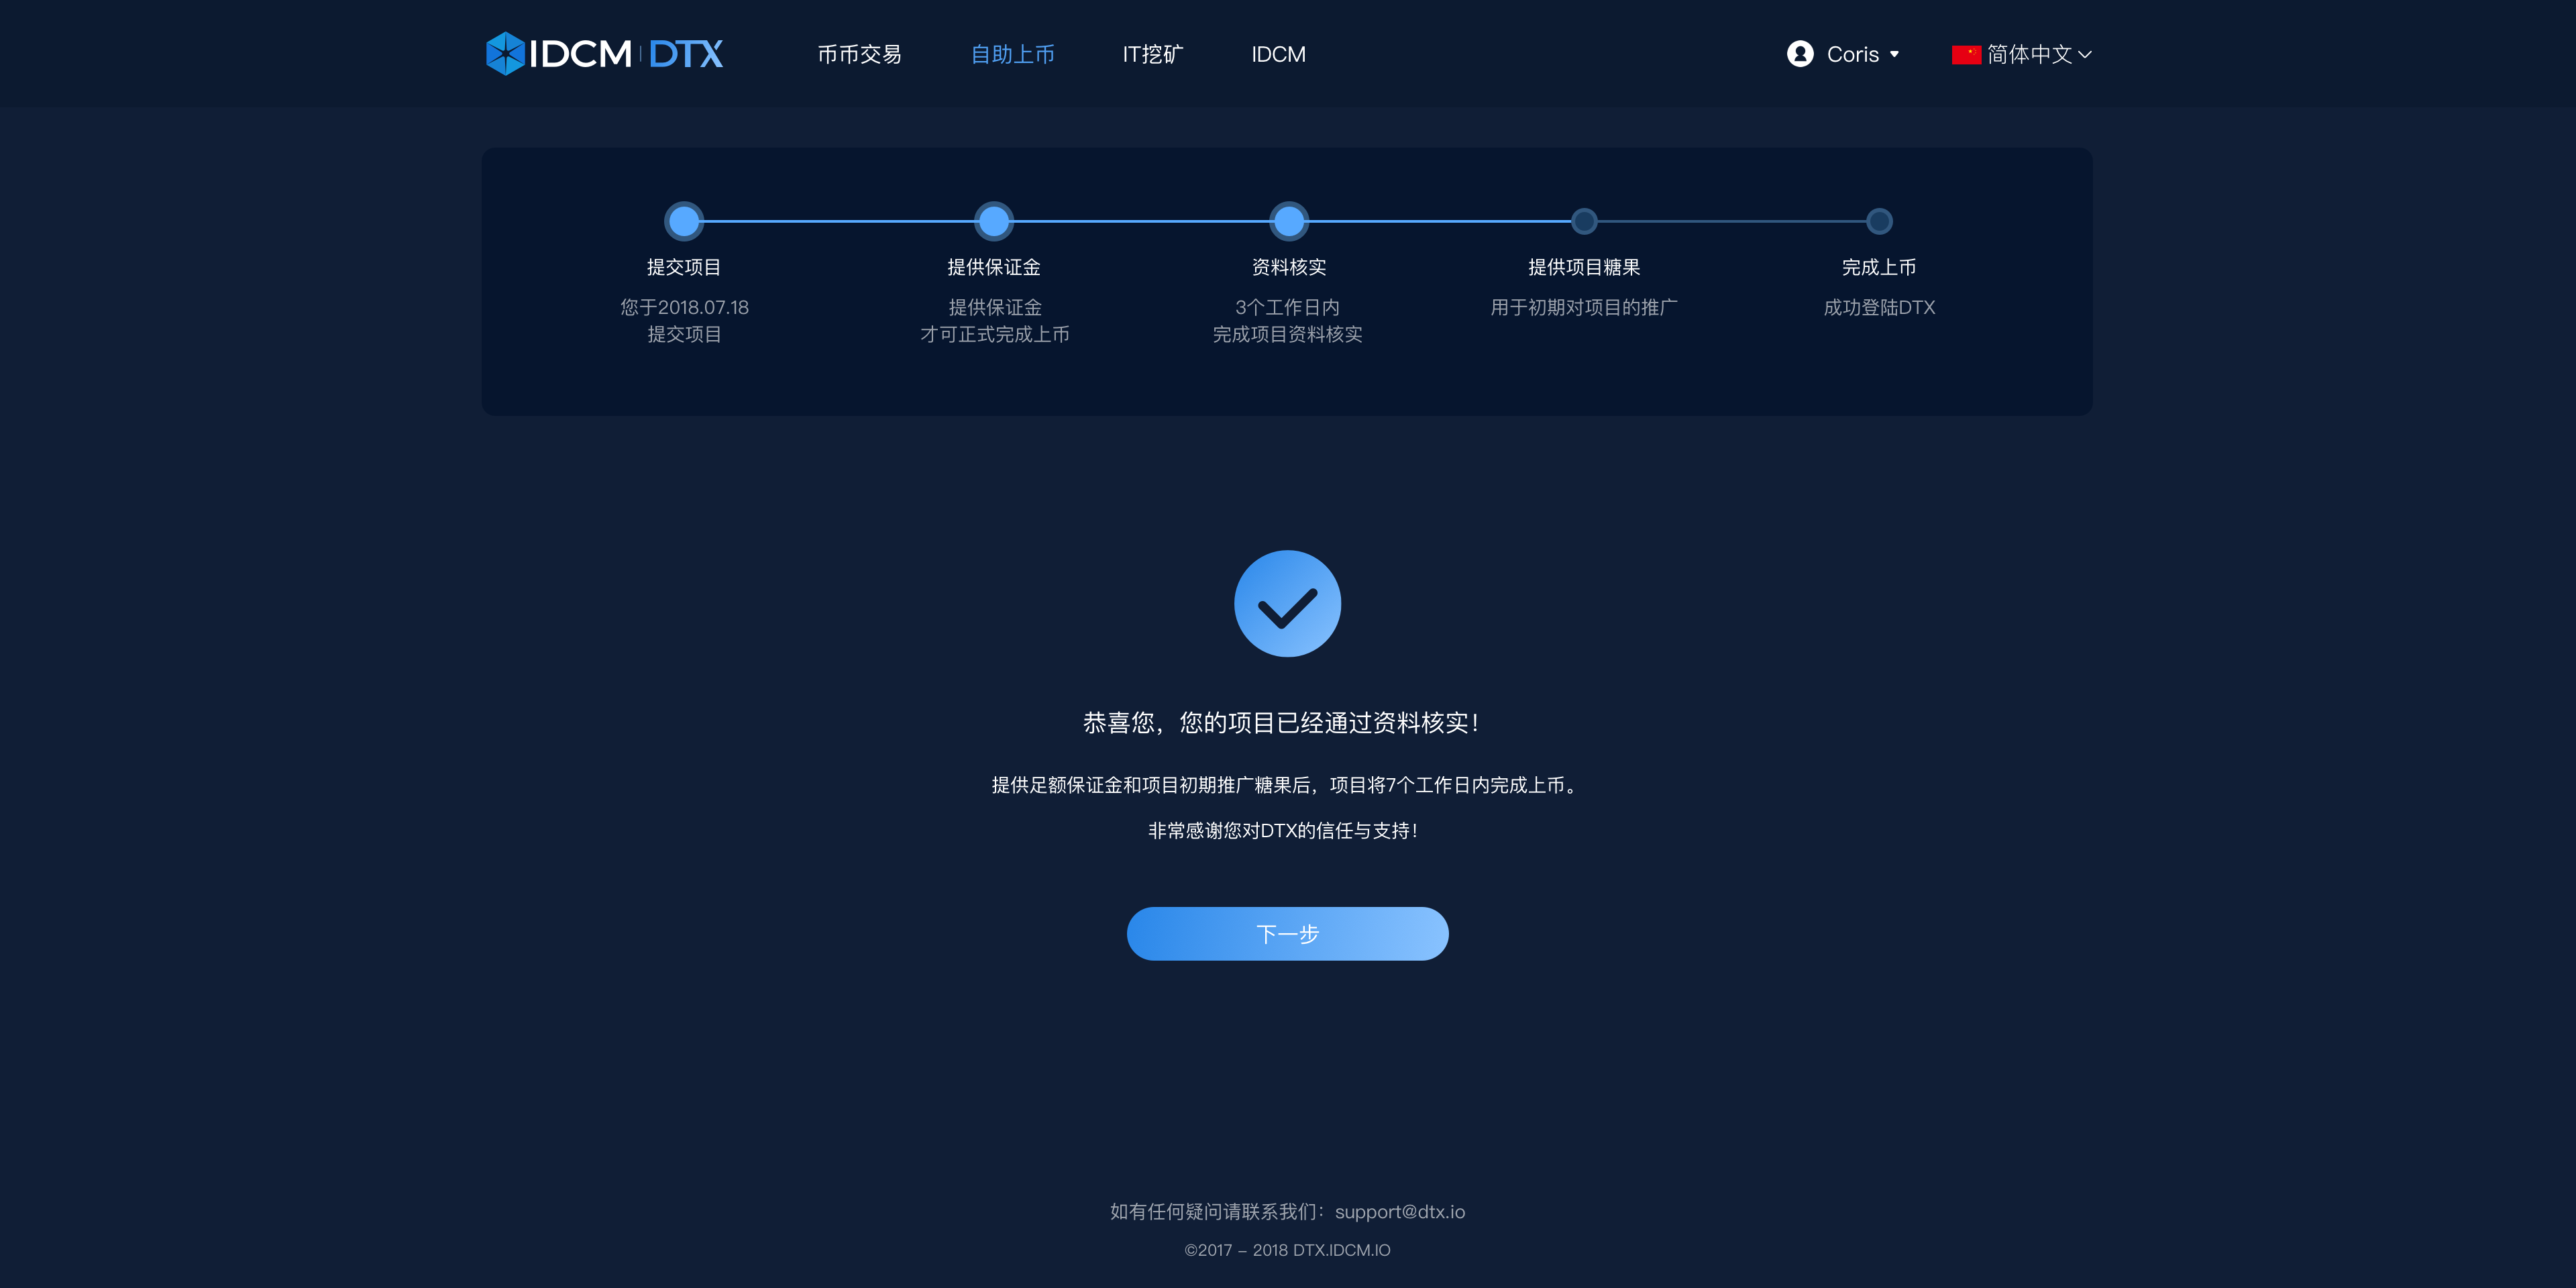 IDCM | DTX
币币交易 自助上币 IT挖矿 IDCM
Coris 简体中文
提交项目 提供保证金 资料核实 提供项目糖果 完成上币
您于2018.07.18 提供保证金 3个工作日内 用于初期对项目的推广 成功登陆DTX
提交项目 才可正式完成上币 完成项目资料核实
恭喜您，您的项目已经通过资料核实！
提供足额保证金和项目初期推广糖果后，项目将7个工作日内完成上币。
非常感谢您对DTX的信任与支持！
下一步
如有任何疑问请联系我们：support@dtx.io
©2017 – 2018 DTX.IDCM.IO